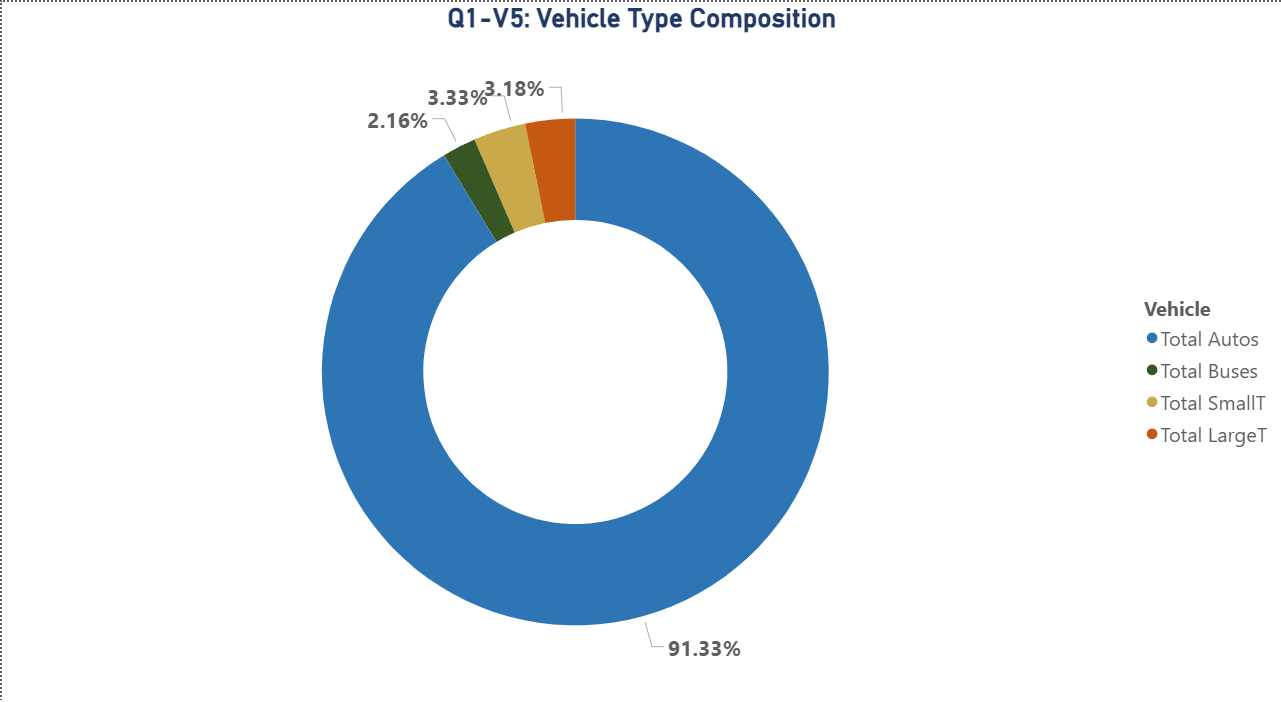 Q1-V5: Vehicle Type Composition
3.18%
3.33%
2.16%
Vehicle
Total Autos
Total Buses
Total SmallT
Total LargeT
91.33%